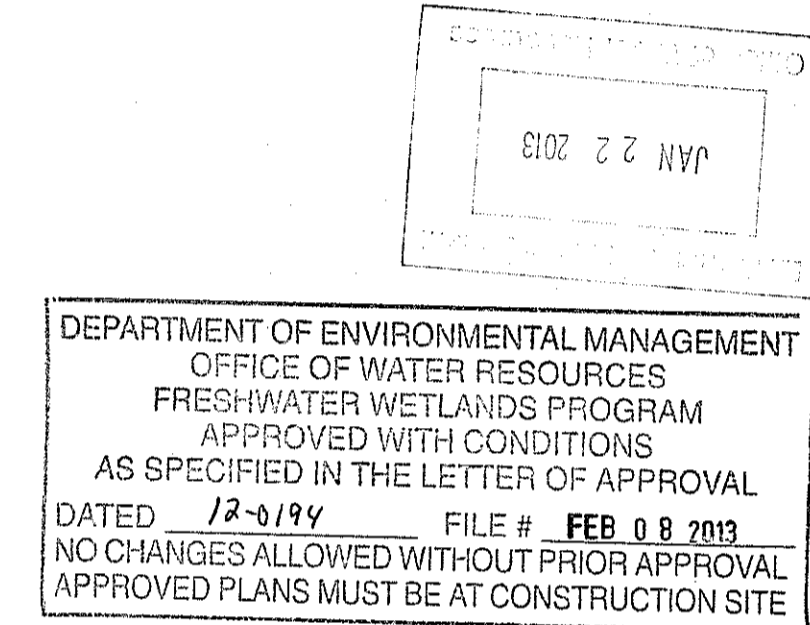 JAN 22 2013
DEPARTMENT OF ENVIRONMENTAL MANAGEMENT
OFFICE OF WATER RESOURCES
FRESHWATER WETLANDS PROGRAM
APPROVED WITH CONDITIONS
AS SPECIFIED IN THE LETTER OF APPROVAL
DATED 12-0194 FILE # FEB 08 2013
NO CHANGES ALLOWED WITHOUT PRIOR APPROVAL
APPROVED PLANS MUST BE AT CONSTRUCTION SITE